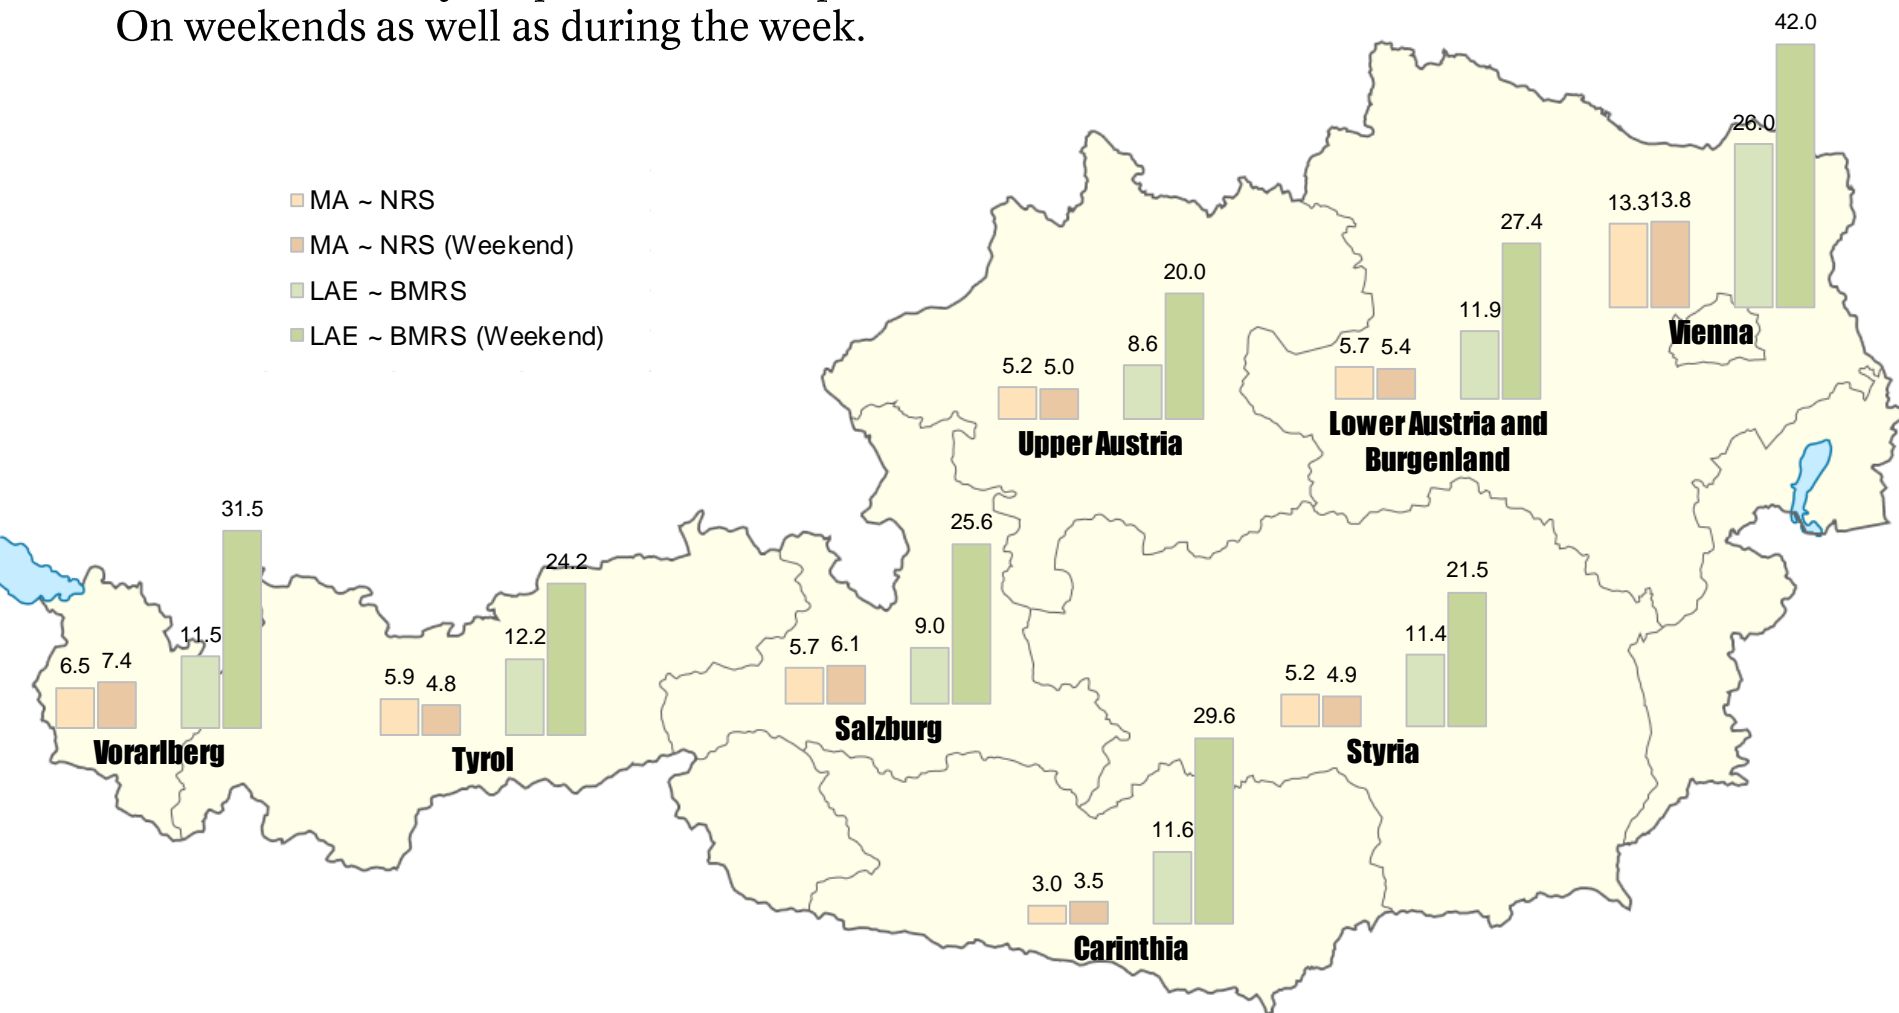 On weekends as well as during the week.
MA ~ NRS
MA ~ NRS (Weekend)
LAE ~ BMRS
LAE ~ BMRS (Weekend)
42.0
26.0
13.3 13.8
Vienna
27.4
11.9
5.7 5.4
Lower Austria and
Burgenland
20.0
8.6
5.2 5.0
Upper Austria
31.5
11.5
6.5 7.4
Vorarlberg
24.2
12.2
5.9 4.8
Tyrol
25.6
9.0
5.7 6.1
Salzburg
21.5
11.4
5.2 4.9
Styria
29.6
11.6
3.0 3.5
Carinthia